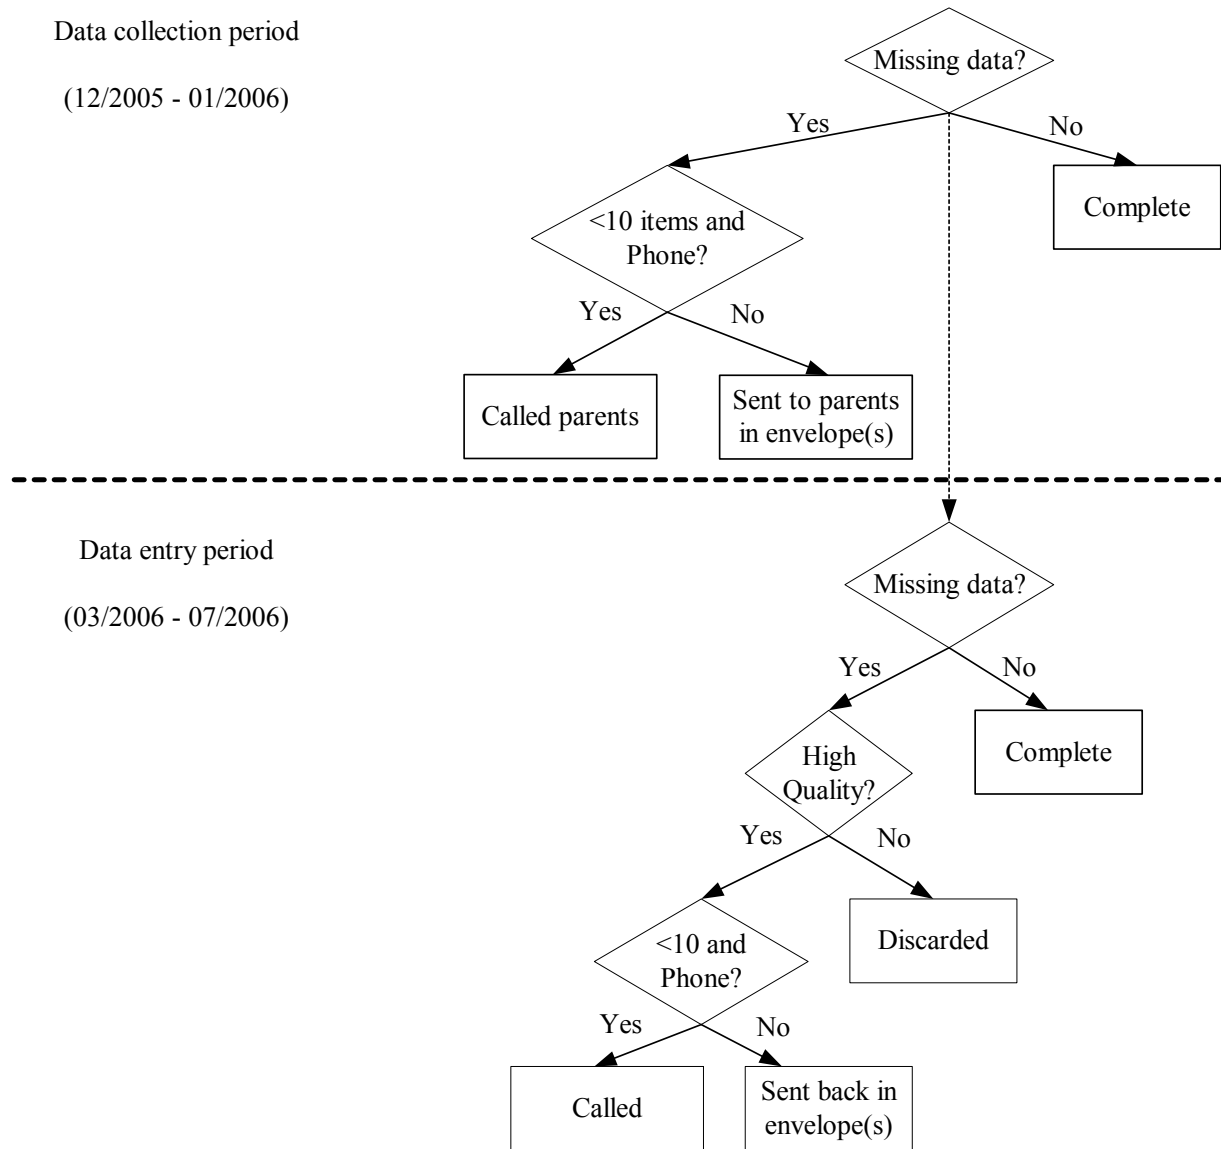 Data collection period
(12/2005 - 01/2006)
Missing data?
Yes
No
<10 items and
Phone?
Complete
Yes
No
Called parents
Sent to parents
in envelope(s)
Data entry period
(03/2006 - 07/2006)
Missing data?
Yes
No
High
Quality?
Complete
Yes
No
<10 and
Phone?
Discarded
Yes
No
Called
Sent back in
envelope(s)